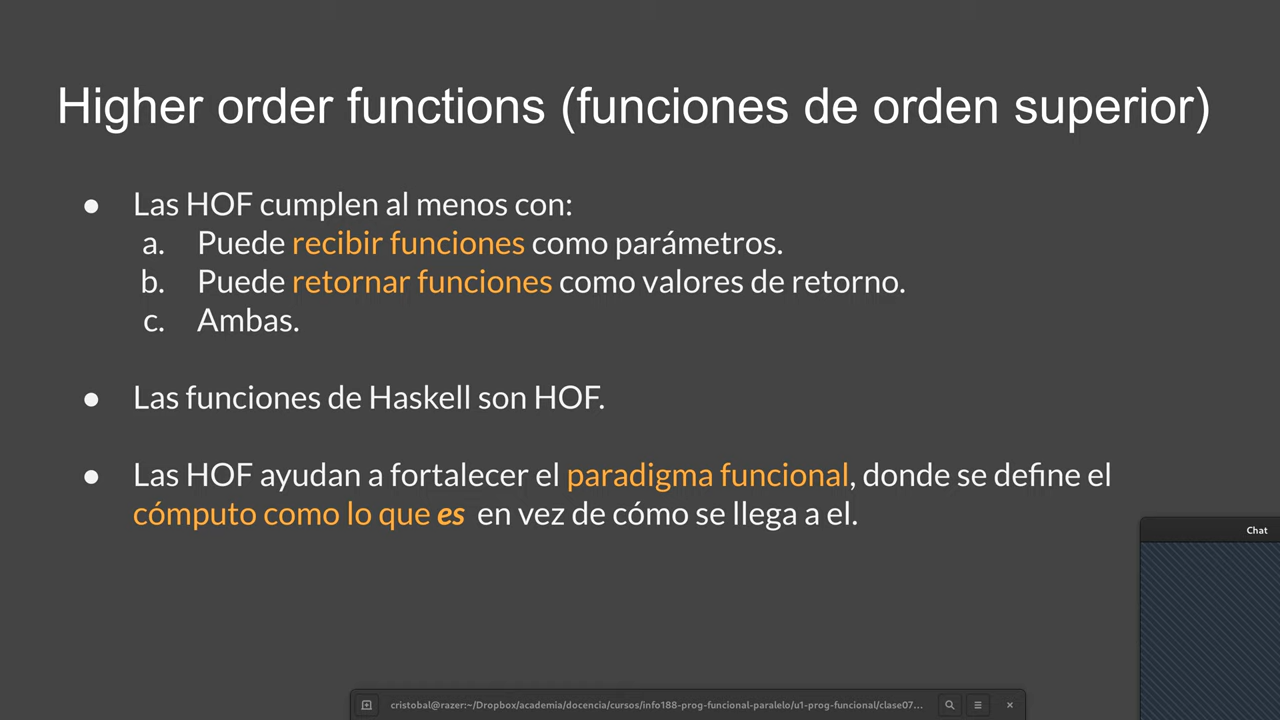 Higher order functions (funciones de orden superior)
● Las HOF cumplen al menos con:
a. Puede recibir funciones como parámetros.
b. Puede retornar funciones como valores de retorno.
c. Ambas.
● Las funciones de Haskell son HOF.
● Las HOF ayudan a fortalecer el paradigma funcional, donde se define el
cómputo como lo que es en vez de cómo se llega a el.
Chat
cristobal@razer:~/Dropbox/academia/docencia/cursos/info188-prog-funcional-paralelo/u1-prog-funcional/clase07...